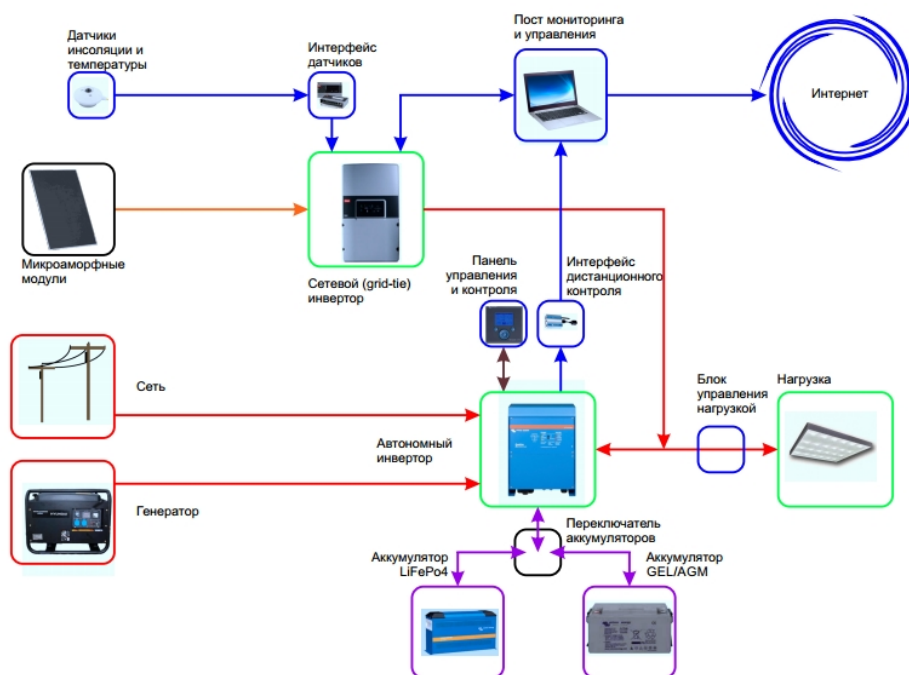 Датчики
инсоляции и
температуры
Интерфейс
датчиков
Пост мониторинга
и управления
Интернет
Микроаморфные
модули
Сетевой (grid-tie)
инвертор
Панель
управления
и контроля
Интерфейс
дистанционного
контроля
Сеть
Автономный
инвертор
Блок
управления
нагрузкой
Нагрузка
Генератор
Переключатель
аккумуляторов
Аккумулятор
LiFePo4
Аккумулятор
GEL/AGM